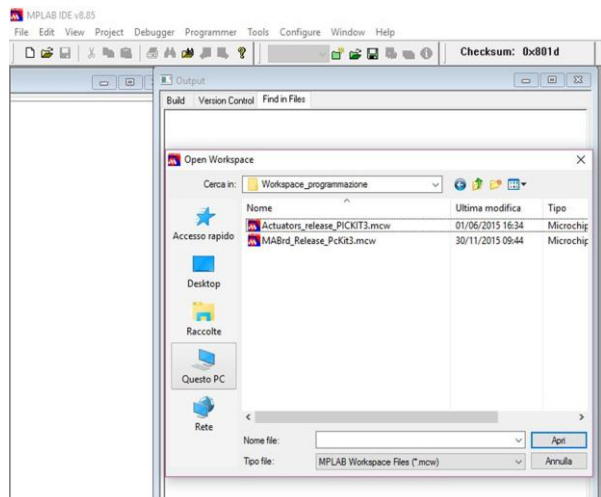 MPLAB IDE v8.85
File Edit View Project Debugger Programmer Tools Configure Window Help
Checksum: 0x801d
Output
Build Version Control Find in Files
Open Workspace
Cerca in: Workspace_programmazione
Nome Ultima modifica Tipo
Actuators_release_PICKIT3.mcw 01/06/2015 16:34 Microchip
MABrd_Release_PcKit3.mcw 30/11/2015 09:44 Microchip
Accesso rapido
Desktop
Raccolte
Questo PC
Rete
Nome file: Apri
Tipo file: MPLAB Workspace Files (*.mcw) Annulla